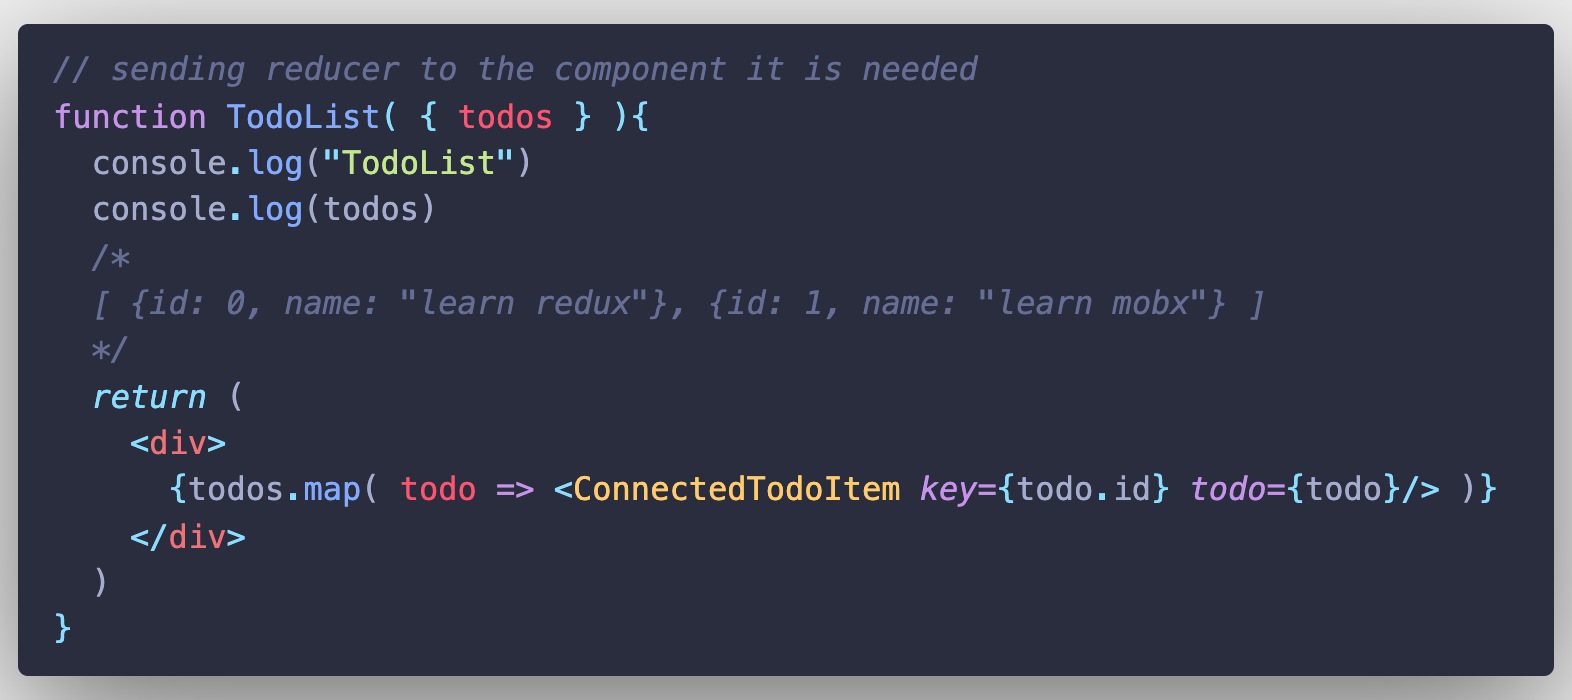 // sending reducer to the component it is needed
function TodoList( { todos } ){
  console.log("TodoList")
  console.log(todos)
  /*
  [ {id: 0, name: "learn redux"}, {id: 1, name: "learn mobx"} ]
  */
  return (
    <div>
      {todos.map( todo => <ConnectedTodoItem key={todo.id} todo={todo}/> )}
    </div>
  )
}